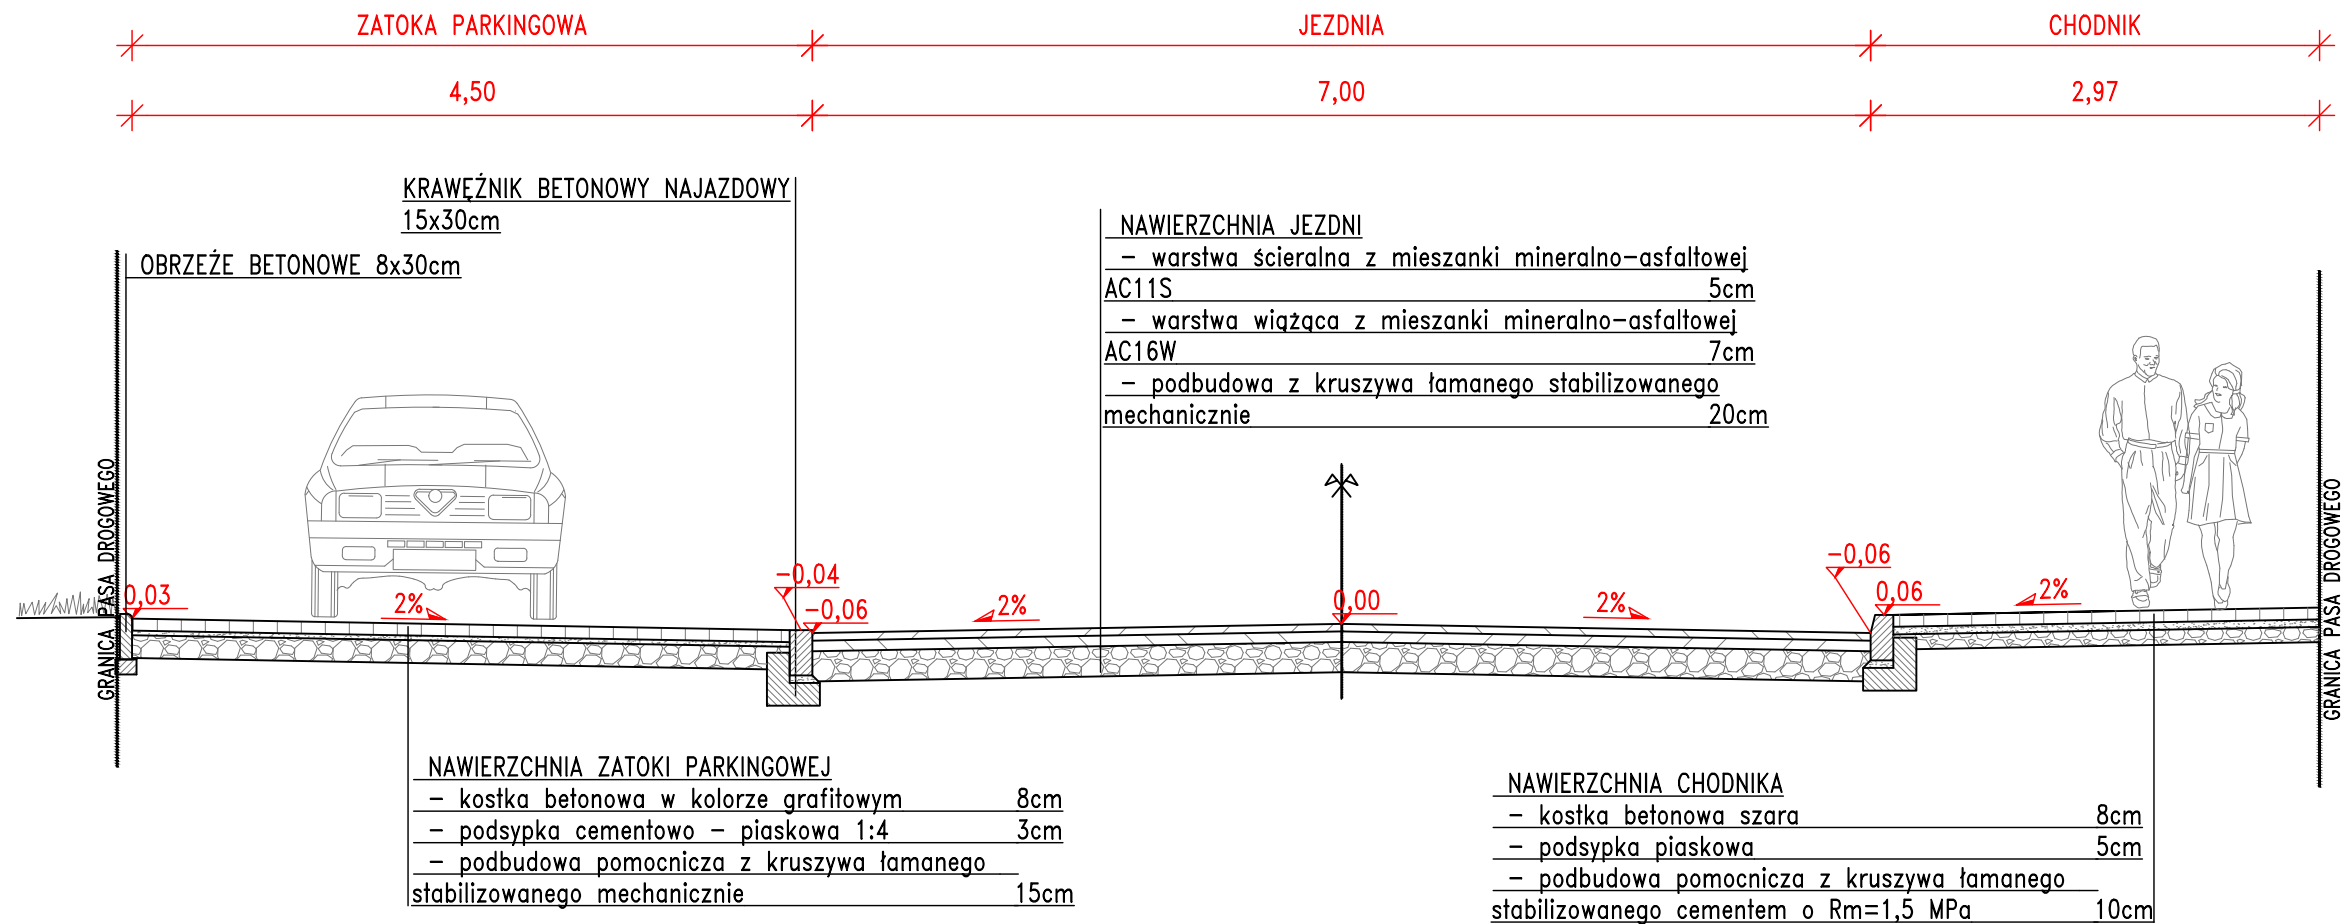 ZATOKA PARKINGOWA JEZDNIA CHODNIK
4,50 7,00 2,97
KRAWĘŹNIK BETONOWY NAJAZDOWY
15x30cm
OBRZEŻE BETONOWE 8x30cm
NAWIERZCHNIA JEZDNI
– warstwa ścieralna z mieszanki mineralno–asfaltowej
AC11S 5cm
– warstwa wiążąca z mieszanki mineralno–asfaltowej
AC16W 7cm
– podbudowa z kruszywa łamanego stabilizowanego
mechanicznie 20cm
GRANICA PASA DROGOWEGO
0,03
2%
–0,04
–0,06
2%
0,00
2%
–0,06
0,06
2%
GRANICA PASA DROGOWEGO
NAWIERZCHNIA ZATOKI PARKINGOWEJ
– kostka betonowa w kolorze grafitowym 8cm
– podsypka cementowo – piaskowa 1:4 3cm
– podbudowa pomocnicza z kruszywa łamanego
stabilizowanego mechanicznie 15cm
NAWIERZCHNIA CHODNIKA
– kostka betonowa szara 8cm
– podsypka piaskowa 5cm
– podbudowa pomocnicza z kruszywa łamanego
stabilizowanego cementem o Rm=1,5 MPa 10cm